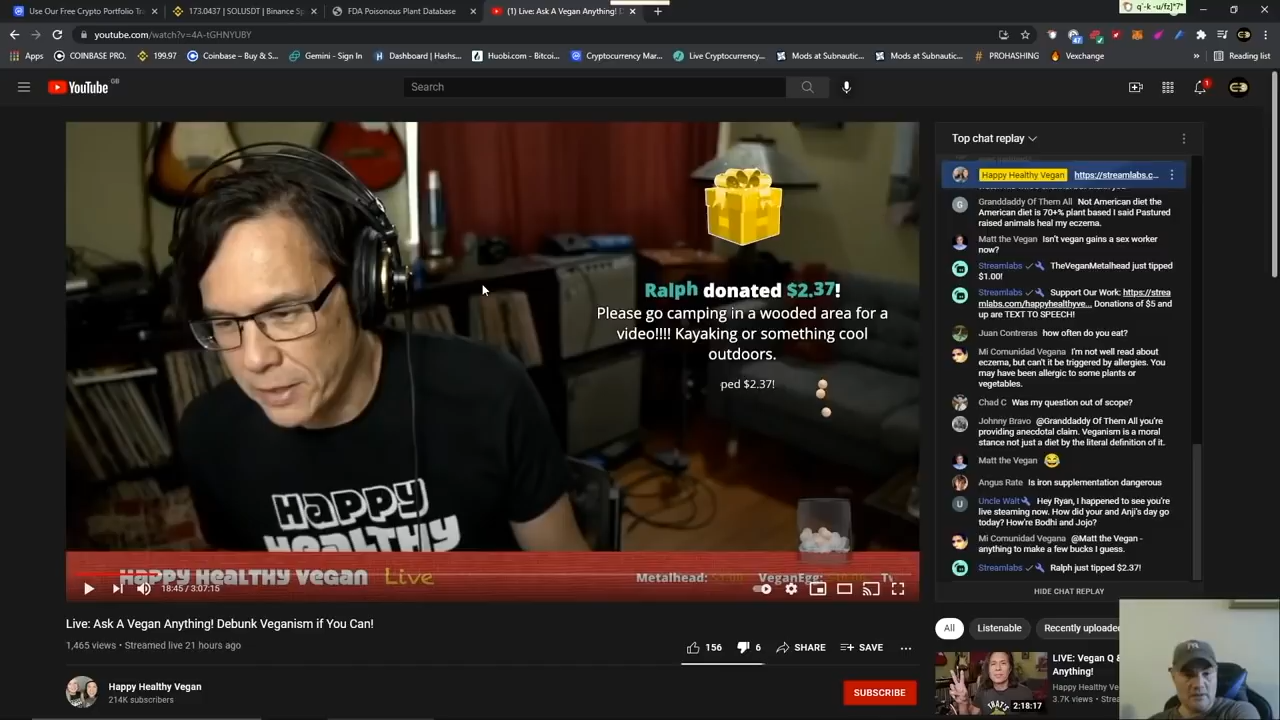 Use Our Free Crypto Portfolio Tr
173.0437 | SOLUSDT | Binance Sp
FDA Poisonous Plant Database
(1) Live: Ask A Vegan Anything! D
youtube.com/watch?v=4A-tGHNYUBY
Apps
COINBASE PRO.
199.97
Coinbase – Buy & S...
Gemini - Sign In
Dashboard | Hash...
Huobi.com - Bitcoi...
Cryptocurrency Mar...
Live Cryptocurrency...
Mods at Subnautic...
Mods at Subnautic...
PROHASHING
Vexchange
»
Reading list
YouTube GB
Search
Ralph donated $2.37!
Please go camping in a wooded area for a
video!!!! Kayaking or something cool
outdoors.
ped $2.37!
HAPPY
HEALTHY
HAPPY HEALTHY VEGAN Live
Metalhead:
VeganEgg:
18:45 / 3:07:15
Top chat replay
Happy Healthy Vegan https://streamlabs.c...
Granddaddy Of Them All Not American diet the
American diet is 70+% plant based I said Pastured
raised animals heal my eczema.
Matt the Vegan Isn't vegan gains a sex worker
now?
Streamlabs TheVeganMetalhead just tipped
$1.00!
Streamlabs Support Our Work: https://strea
mlabs.com/happyhealthyve... Donations of $5 and
up are TEXT TO SPEECH!
Juan Contreras how often do you eat?
Mi Comunidad Vegana I'm not well read about
eczema, but can't it be triggered by allergies. You
may have been allergic to some plants or
vegetables.
Chad C Was my question out of scope?
Johnny Bravo @Granddaddy Of Them All you're
providing anecdotal claim. Veganism is a moral
stance not just a diet by the literal definition of it.
Matt the Vegan 😂
Angus Rate Is iron supplementation dangerous
Uncle Walt Hey Ryan, I happened to see you're
live steaming now. How did your and Anji's day go
today? How're Bodhi and Jojo?
Mi Comunidad Vegana @Matt the Vegan -
anything to make a few bucks I guess.
Streamlabs Ralph just tipped $2.37!
HIDE CHAT REPLAY
Live: Ask A Vegan Anything! Debunk Veganism if You Can!
1,465 views • Streamed live 21 hours ago
156
6
SHARE
SAVE
Happy Healthy Vegan
214K subscribers
SUBSCRIBE
All
Listenable
Recently uploaded
LIVE: Vegan Q &
Anything!
Happy Healthy Ve
3.7K views •
2:18:17